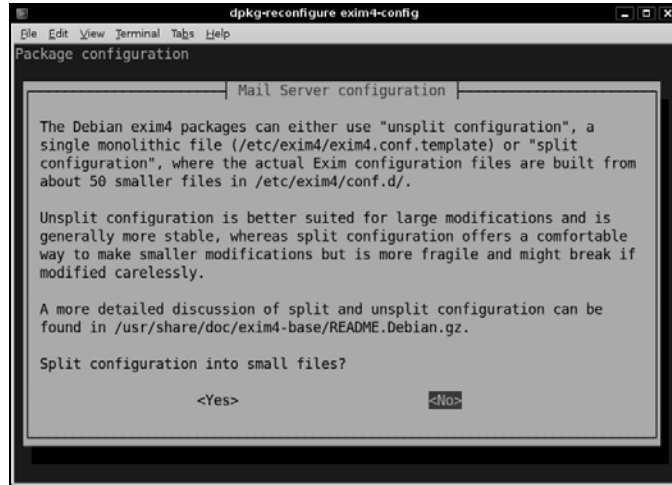 dpkg-reconfigure exim4-config
File Edit View Terminal Tabs Help
Package configuration
Mail Server configuration
The Debian exim4 packages can either use "unsplit configuration", a
single monolithic file (/etc/exim4/exim4.conf.template) or "split
configuration", where the actual Exim configuration files are built from
about 50 smaller files in /etc/exim4/conf.d/.
Unsplit configuration is better suited for large modifications and is
generally more stable, whereas split configuration offers a comfortable
way to make smaller modifications but is more fragile and might break if
modified carelessly.
A more detailed discussion of split and unsplit configuration can be
found in /usr/share/doc/exim4-base/README.Debian.gz.
Split configuration into small files?
<Yes> <No>